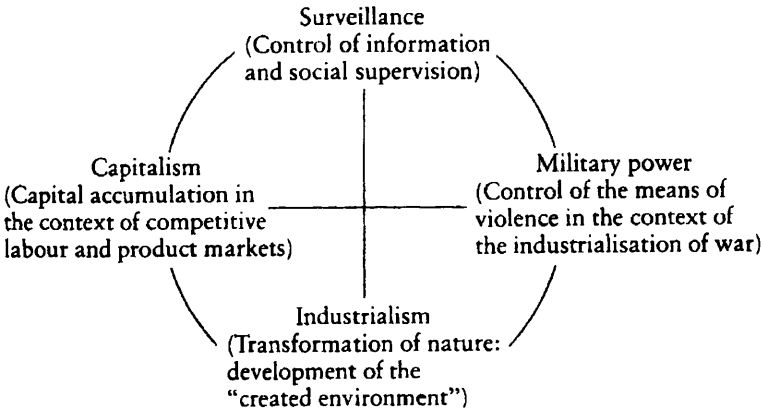 Surveillance
(Control of information
and social supervision)
Capitalism
(Capital accumulation in
the context of competitive
labour and product markets)
Military power
(Control of the means of
violence in the context of
the industrialisation of war)
Industrialism
(Transformation of nature:
development of the
“created environment”)